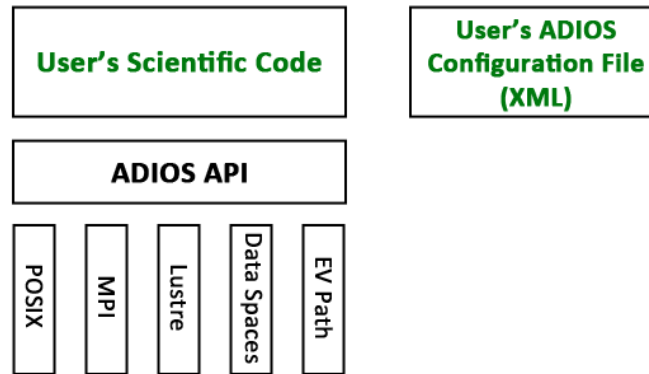 User's Scientific Code
User's ADIOS
Configuration File
(XML)
ADIOS API
POSIX
MPI
Lustre
Data Spaces
EV Path